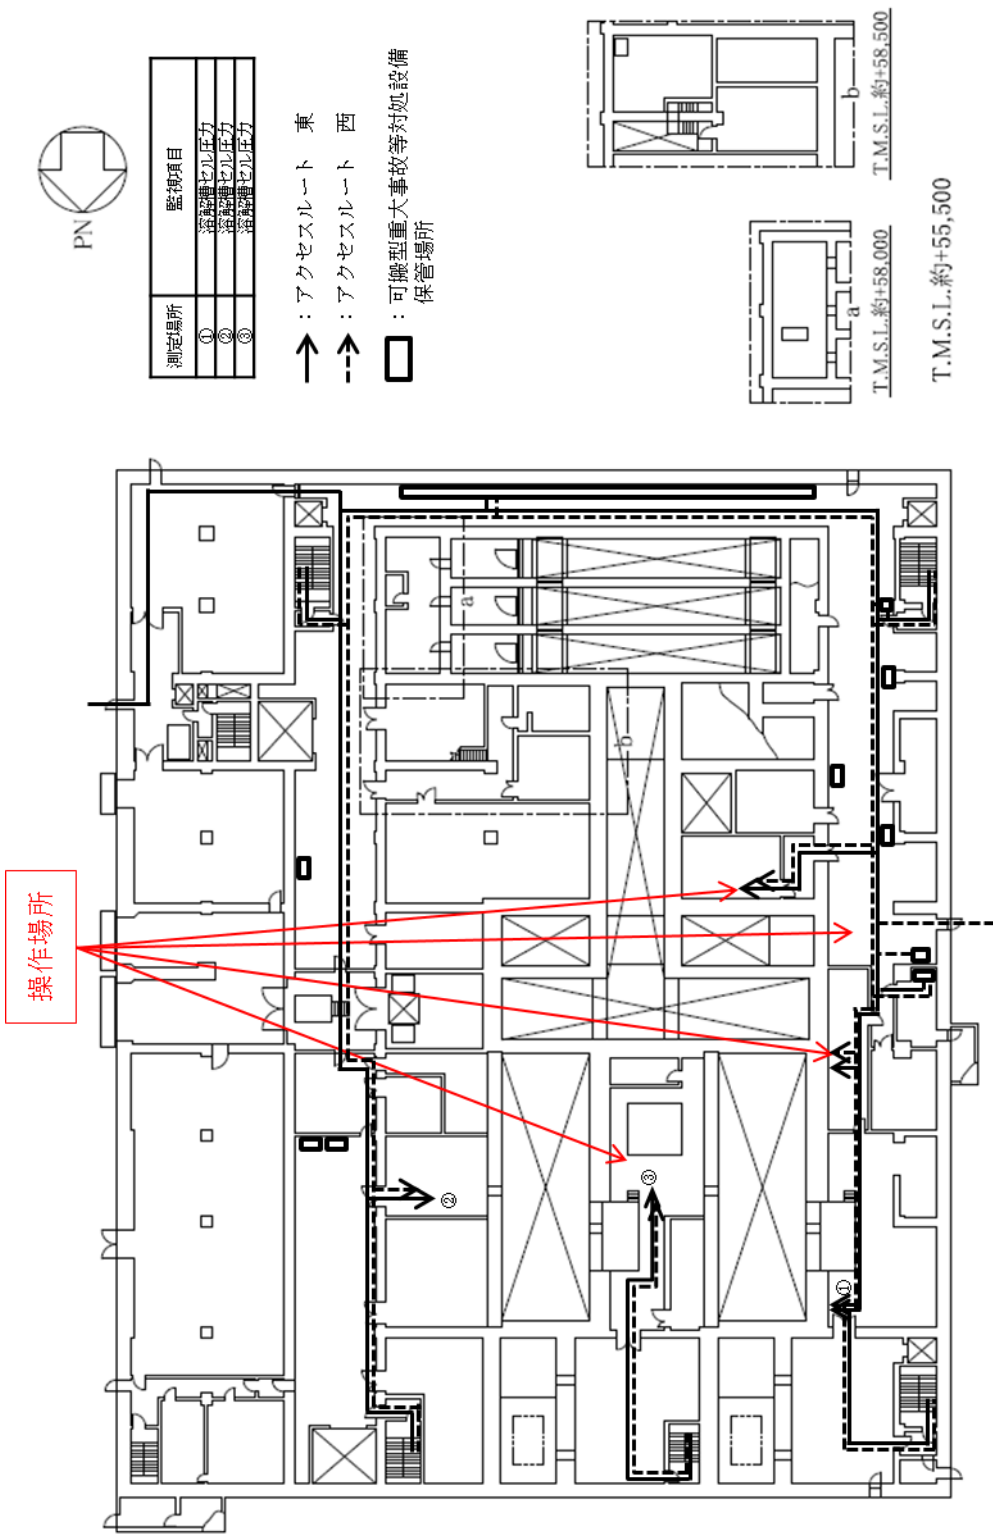 PN
測定場所 監視項目
① 溶解槽セル圧力
② 溶解槽セル圧力
③ 溶解槽セル圧力
：アクセスルート 東
：アクセスルート 西
：可搬型重大事故等対処設備
保管場所
a
T.M.S.L.約+58,000
b
T.M.S.L.約+58,500
T.M.S.L.約+55,500
操作場所
a
b
②
③
①